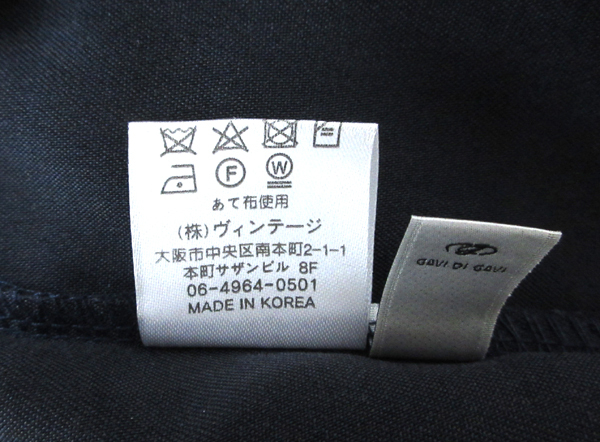 F W
あて布使用
(株)ヴィンテージ
大阪市中央区南本町2-1-1
本町サザンビル 8F
06-4964-0501
MADE IN KOREA
GAVI DI GAVI